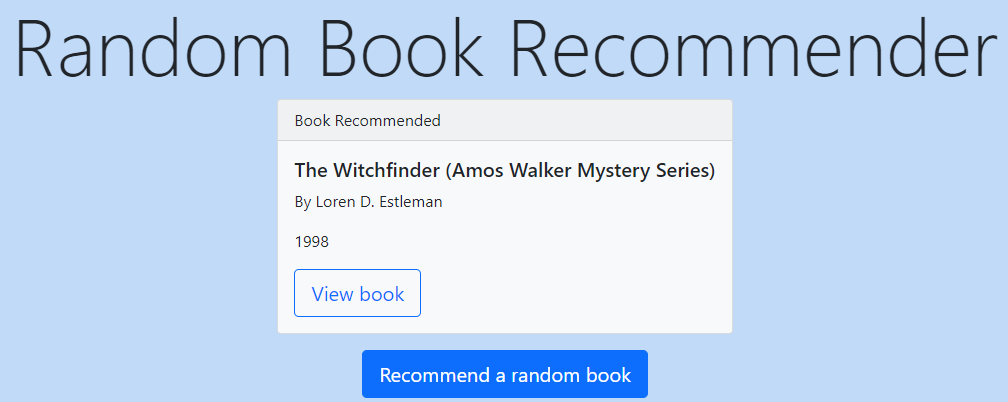 Random Book Recommender
Book Recommended
The Witchfinder (Amos Walker Mystery Series)
By Loren D. Estleman
1998
View book
Recommend a random book